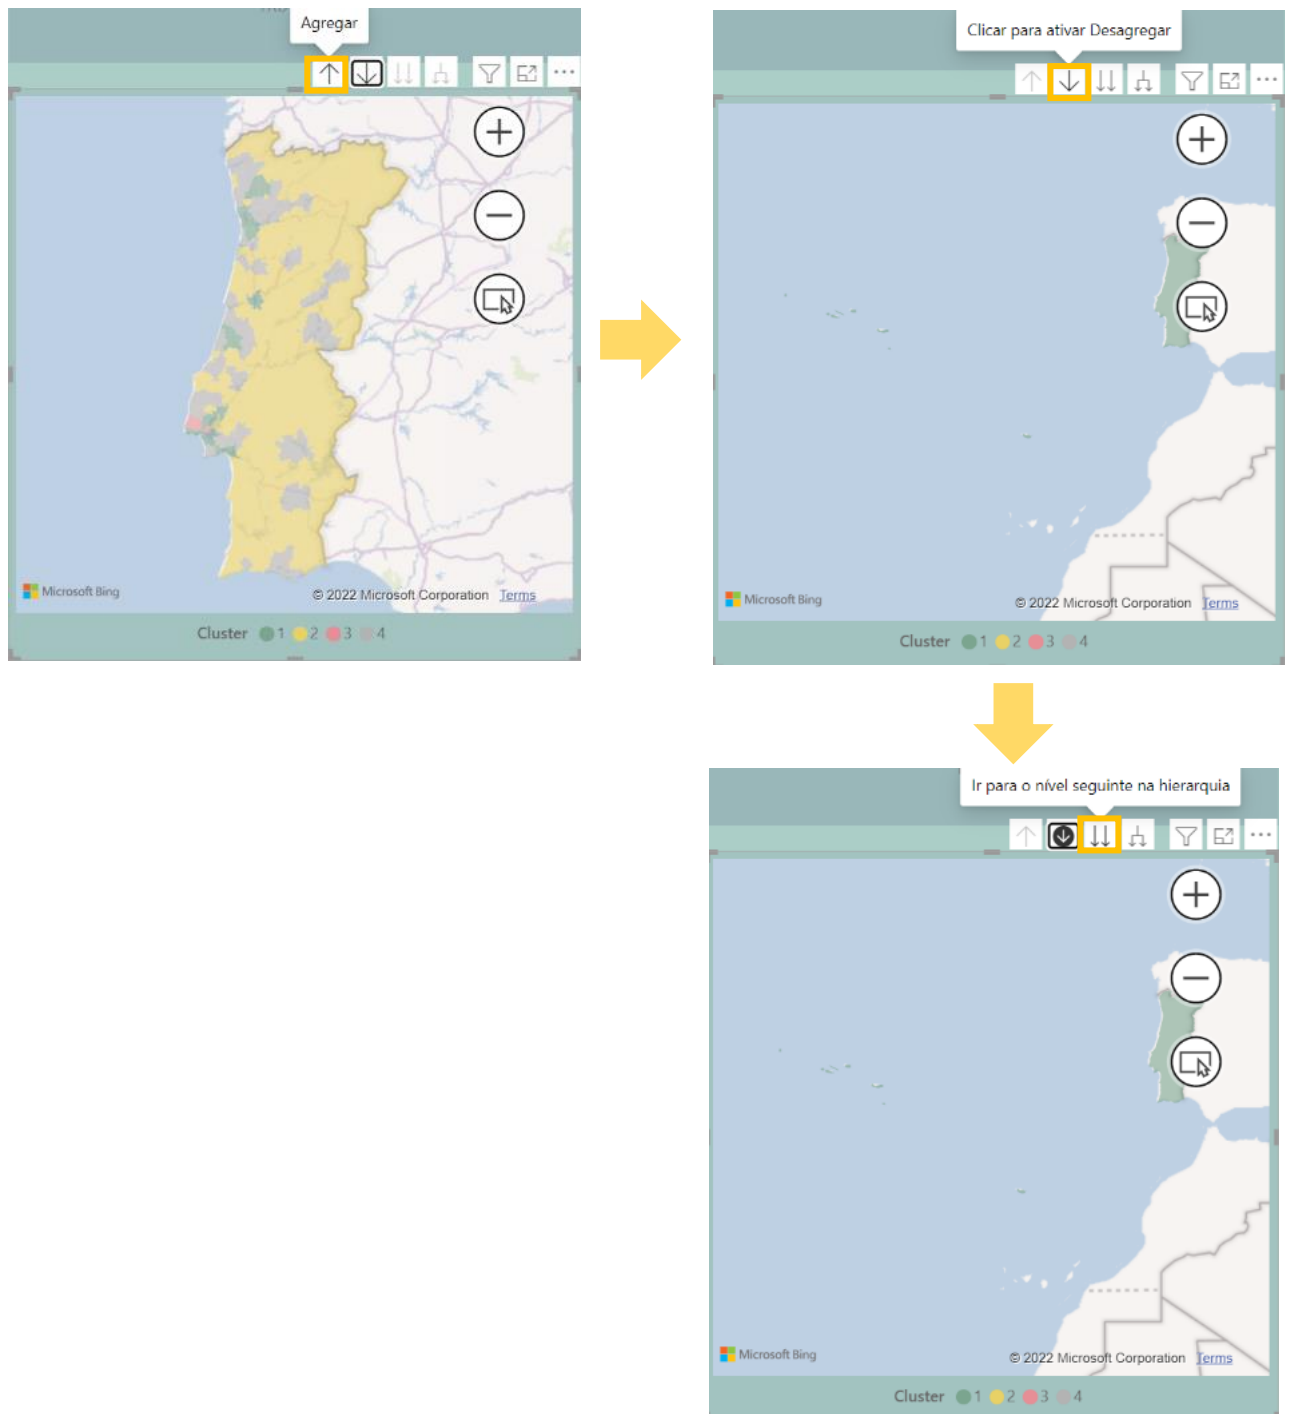 Agregar
Microsoft Bing
© 2022 Microsoft Corporation Terms
Cluster 1 2 3 4
Clicar para ativar Desagregar
Microsoft Bing
© 2022 Microsoft Corporation Terms
Cluster 1 2 3 4
Ir para o nível seguinte na hierarquia
Microsoft Bing
© 2022 Microsoft Corporation Terms
Cluster 1 2 3 4